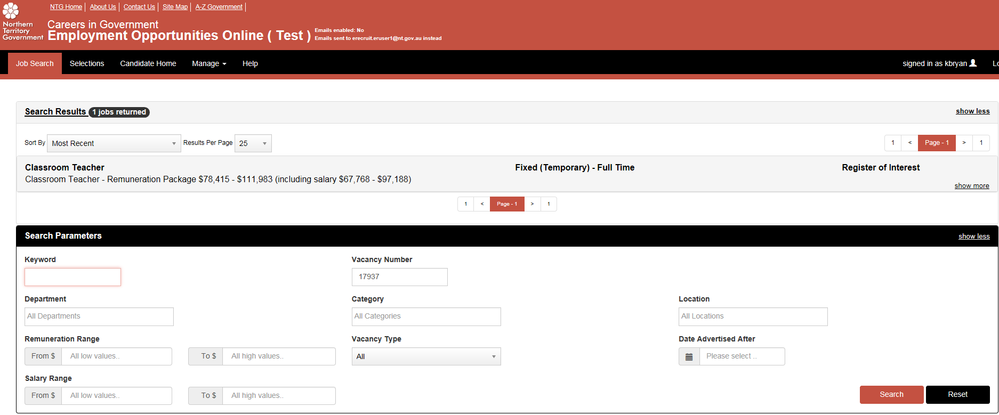 NTG Home About Us Contact Us Site Map A-Z Government
Northern
Territory
Government
Careers in Government
Employment Opportunities Online ( Test )
Emails enabled: No
Emails sent to erecruit.eruser1@nt.gov.au instead
Job Search Selections Candidate Home Manage Help signed in as kbryan
Search Results 1 jobs returned show less
Sort By Most Recent Results Per Page 25 1 < Page - 1 > 1
Classroom Teacher Fixed (Temporary) - Full Time Register of Interest
Classroom Teacher - Remuneration Package $78,415 - $111,983 (including salary $67,768 - $97,188)
show more
1 < Page - 1 > 1
Search Parameters show less
Keyword Vacancy Number
17937
Department Category Location
All Departments All Categories All Locations
Remuneration Range Vacancy Type Date Advertised After
From $ All low values.. To $ All high values.. All Please select ..
Salary Range
From $ All low values.. To $ All high values.. Search Reset